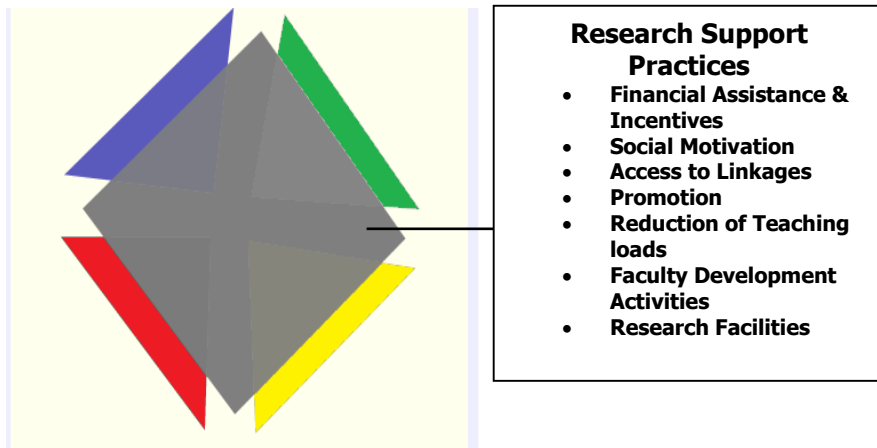 Research Support
Practices
• Financial Assistance &
Incentives
• Social Motivation
• Access to Linkages
• Promotion
• Reduction of Teaching
loads
• Faculty Development
Activities
• Research Facilities